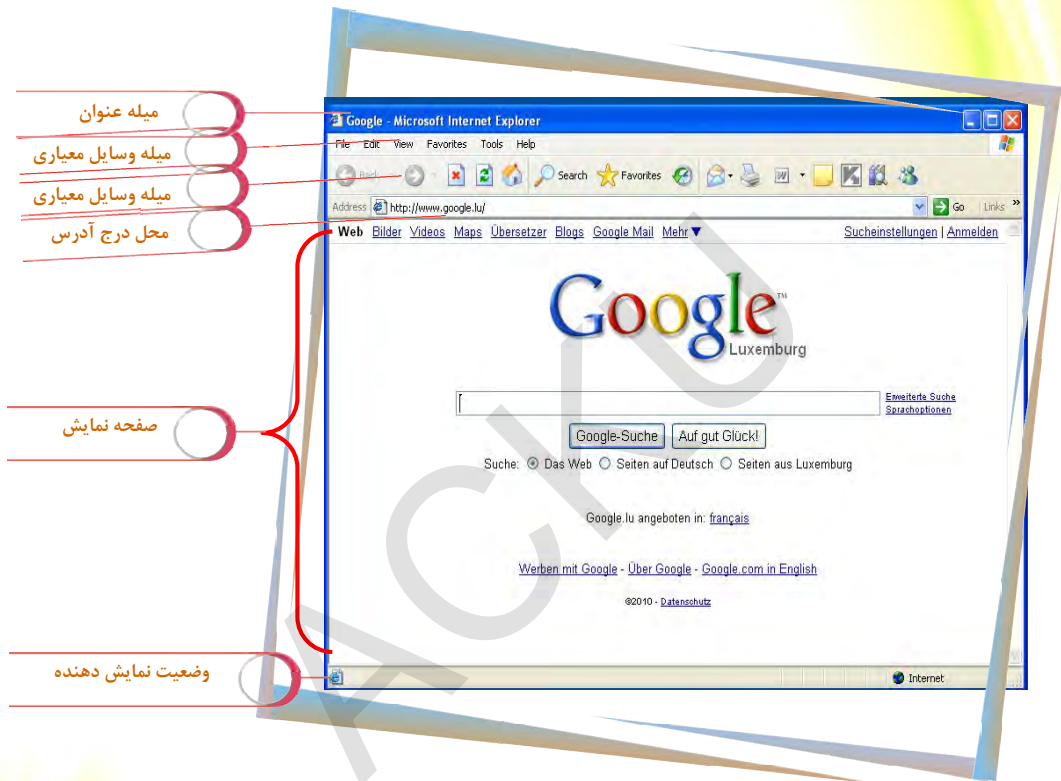 میله عنوان
میله وسایل معیاری
میله وسایل معیاری
محل درج آدرس
صفحه نمایش
وضعیت نمایش دهنده
Google - Microsoft Internet Explorer
File Edit View Favorites Tools Help
Back Search Favorites
Address http://www.google.lu/ Go Links »
Web Bilder Videos Maps Übersetzer Blogs Google Mail Mehr ▼ Sucheinstellungen | Anmelden
Google™
Luxemburg
Erweiterte Suche
Sprachoptionen
Google-Suche Auf gut Glück!
Suche: Das Web Seiten auf Deutsch Seiten aus Luxemburg
Google.lu angeboten in: français
Werben mit Google - Über Google - Google.com in English
©2010 - Datenschutz
Internet
ACKU